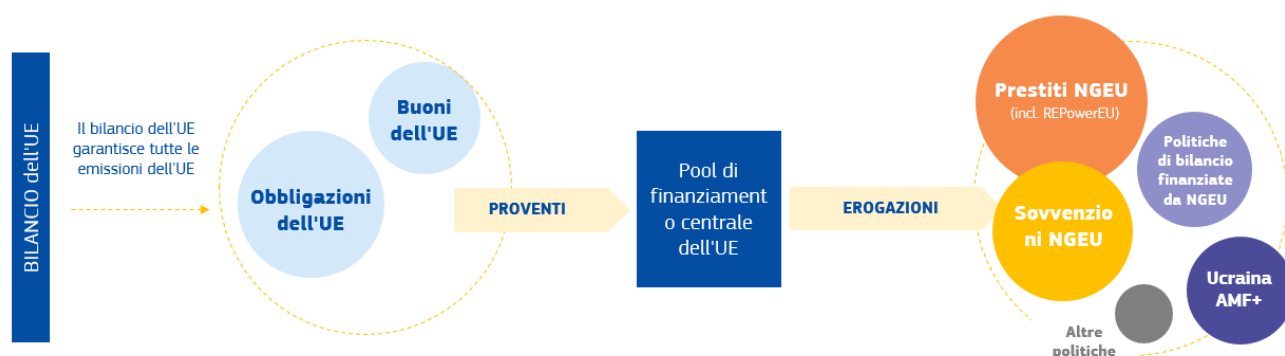 BILANCIO dell'UE
Il bilancio dell'UE
garantisce tutte le
emissioni dell'UE
Buoni
dell'UE
Obbligazioni
dell'UE
PROVENTI
Pool di
finanziament
o centrale
dell'UE
EROGAZIONI
Prestiti NGEU
(incl. REPowerEU)
Politiche
di bilancio
finanziate
da NGEU
Sovvenzio
ni NGEU
Ucraina
AMF+
Altre
politiche